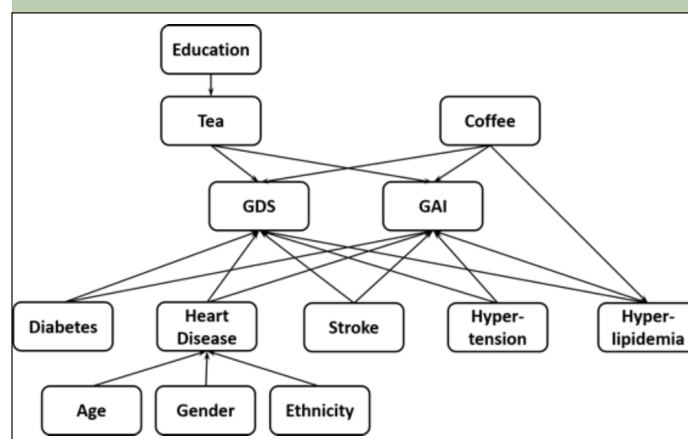 Education
Tea
Coffee
GDS
GAI
Diabetes
Heart
Disease
Stroke
Hyper-
tension
Hyper-
lipidemia
Age
Gender
Ethnicity